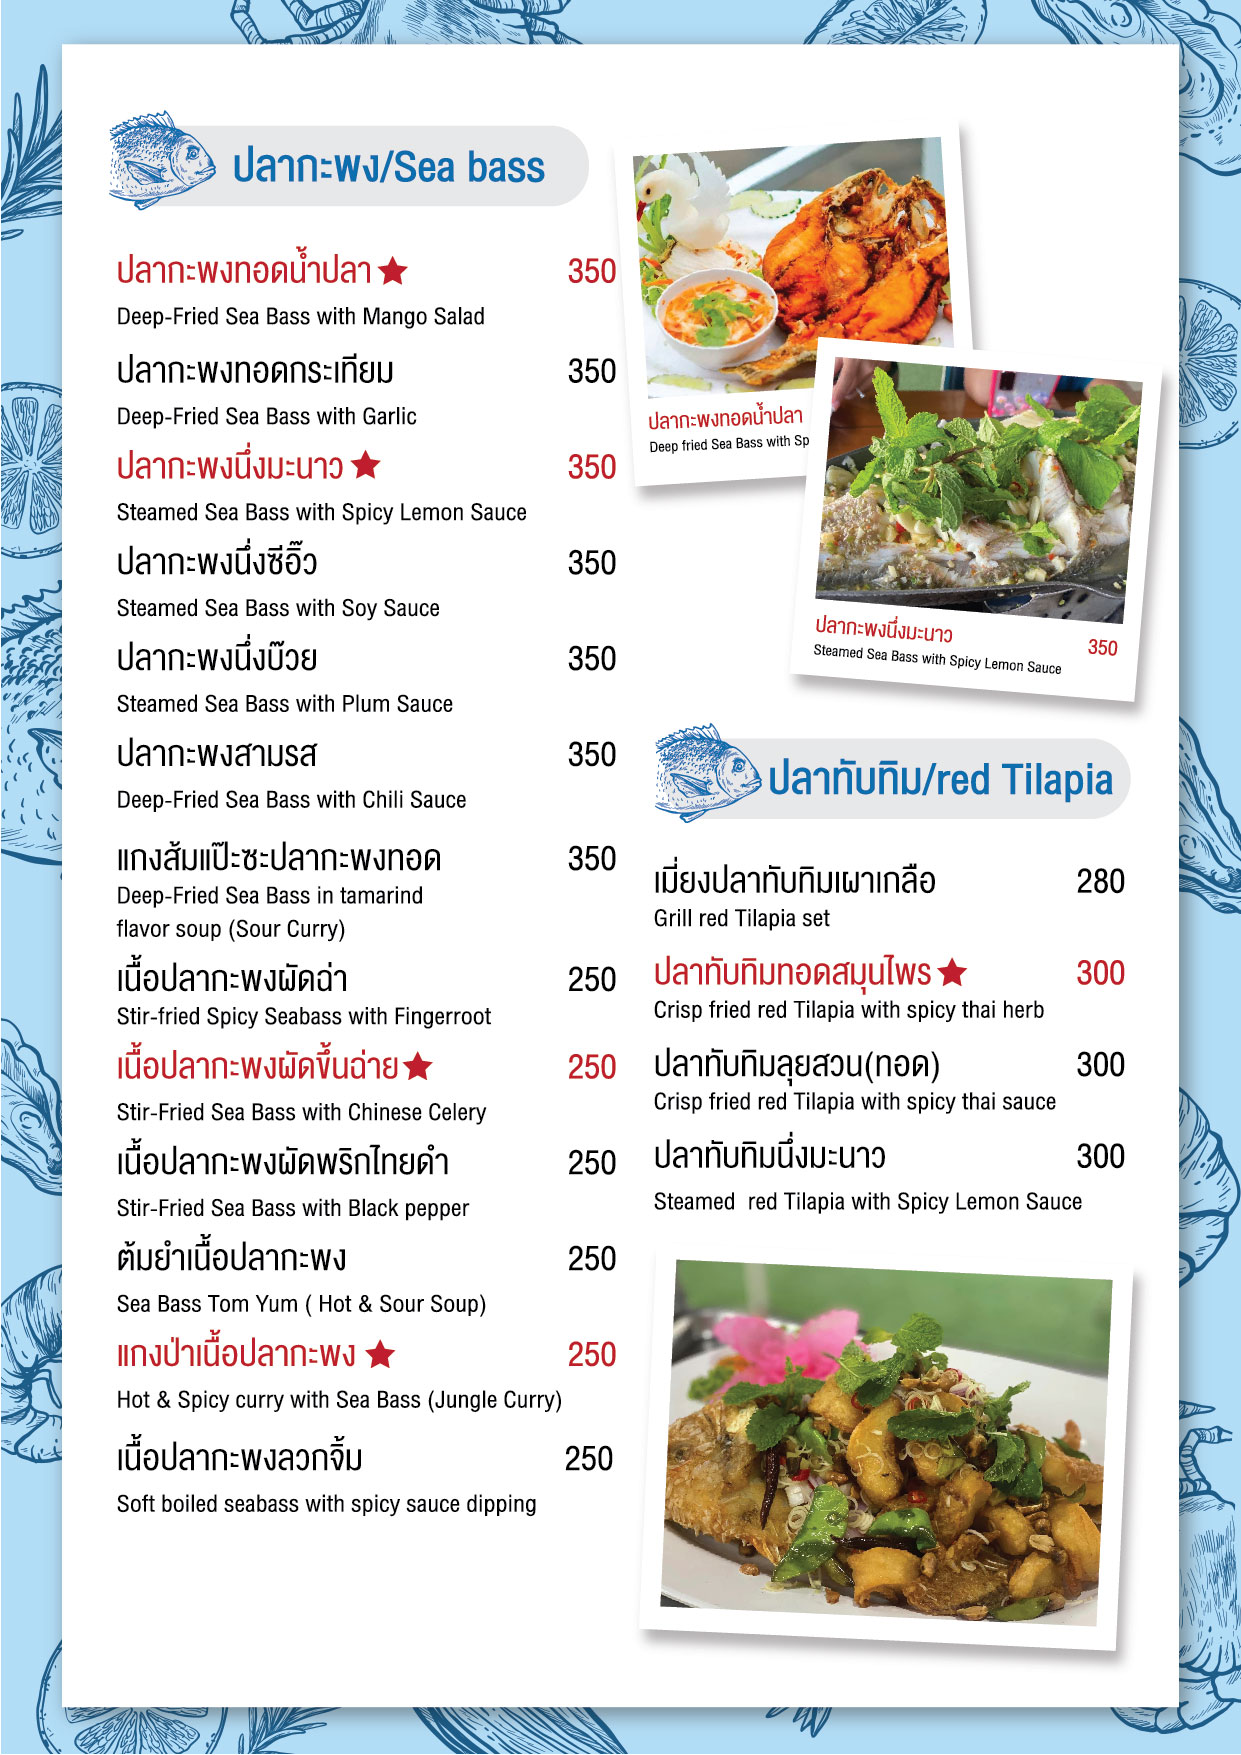 ปลากะพง/Sea bass
ปลากะพงทอดน้ำปลา 350
Deep-Fried Sea Bass with Mango Salad
ปลากะพงทอดกระเทียม 350
Deep-Fried Sea Bass with Garlic
ปลากะพงนึ่งมะนาว 350
Steamed Sea Bass with Spicy Lemon Sauce
ปลากะพงนึ่งซีอิ๊ว 350
Steamed Sea Bass with Soy Sauce
ปลากะพงนึ่งบ๊วย 350
Steamed Sea Bass with Plum Sauce
ปลากะพงสามรส 350
Deep-Fried Sea Bass with Chili Sauce
แกงส้มแป๊ะซะปลากะพงทอด 350
Deep-Fried Sea Bass in tamarind
flavor soup (Sour Curry)
เนื้อปลากะพงผัดฉ่า 250
Stir-fried Spicy Seabass with Fingerroot
เนื้อปลากะพงผัดขึ้นฉ่าย 250
Stir-Fried Sea Bass with Chinese Celery
เนื้อปลากะพงผัดพริกไทยดำ 250
Stir-Fried Sea Bass with Black pepper
ต้มยำเนื้อปลากะพง 250
Sea Bass Tom Yum ( Hot & Sour Soup)
แกงป่าเนื้อปลากะพง 250
Hot & Spicy curry with Sea Bass (Jungle Curry)
เนื้อปลากะพงลวกจิ้ม 250
Soft boiled seabass with spicy sauce dipping
ปลากะพงทอดน้ำปลา
Deep fried Sea Bass with Sp
ปลากะพงนึ่งมะนาว 350
Steamed Sea Bass with Spicy Lemon Sauce
ปลาทับทิม/red Tilapia
เมี่ยงปลาทับทิมเผาเกลือ 280
Grill red Tilapia set
ปลาทับทิมทอดสมุนไพร 300
Crisp fried red Tilapia with spicy thai herb
ปลาทับทิมลุยสวน(ทอด) 300
Crisp fried red Tilapia with spicy thai sauce
ปลาทับทิมนึ่งมะนาว 300
Steamed  red Tilapia with Spicy Lemon Sauce